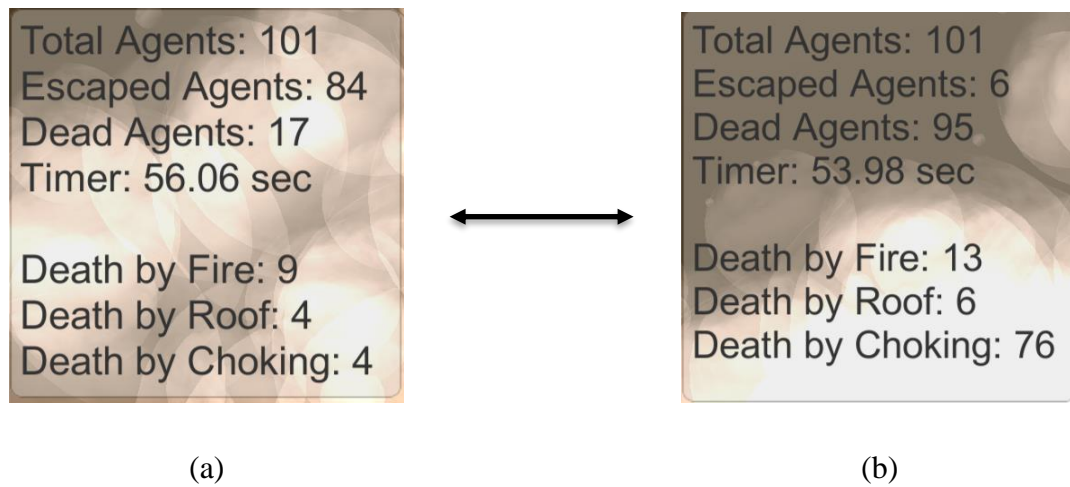 Total Agents: 101
Escaped Agents: 84
Dead Agents: 17
Timer: 56.06 sec
Death by Fire: 9
Death by Roof: 4
Death by Choking: 4
(a)
Total Agents: 101
Escaped Agents: 6
Dead Agents: 95
Timer: 53.98 sec
Death by Fire: 13
Death by Roof: 6
Death by Choking: 76
(b)